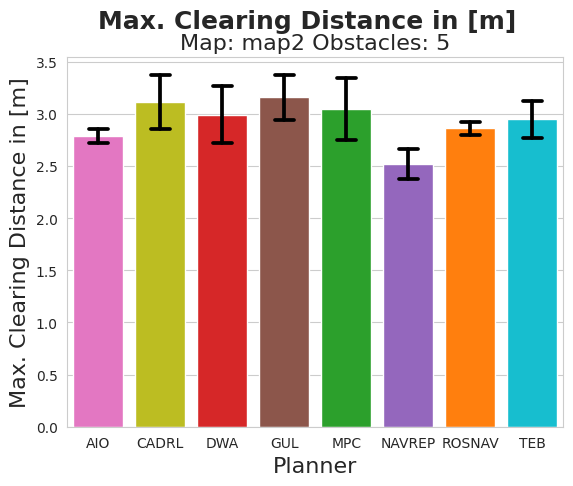 Max. Clearing Distance in [m]
Map: map2 Obstacles: 5
Max. Clearing Distance in [m]
3.5
3.0
2.5
2.0
1.5
1.0
0.5
0.0
AIO CADRL DWA GUL MPC NAVREP ROSNAV TEB
Planner